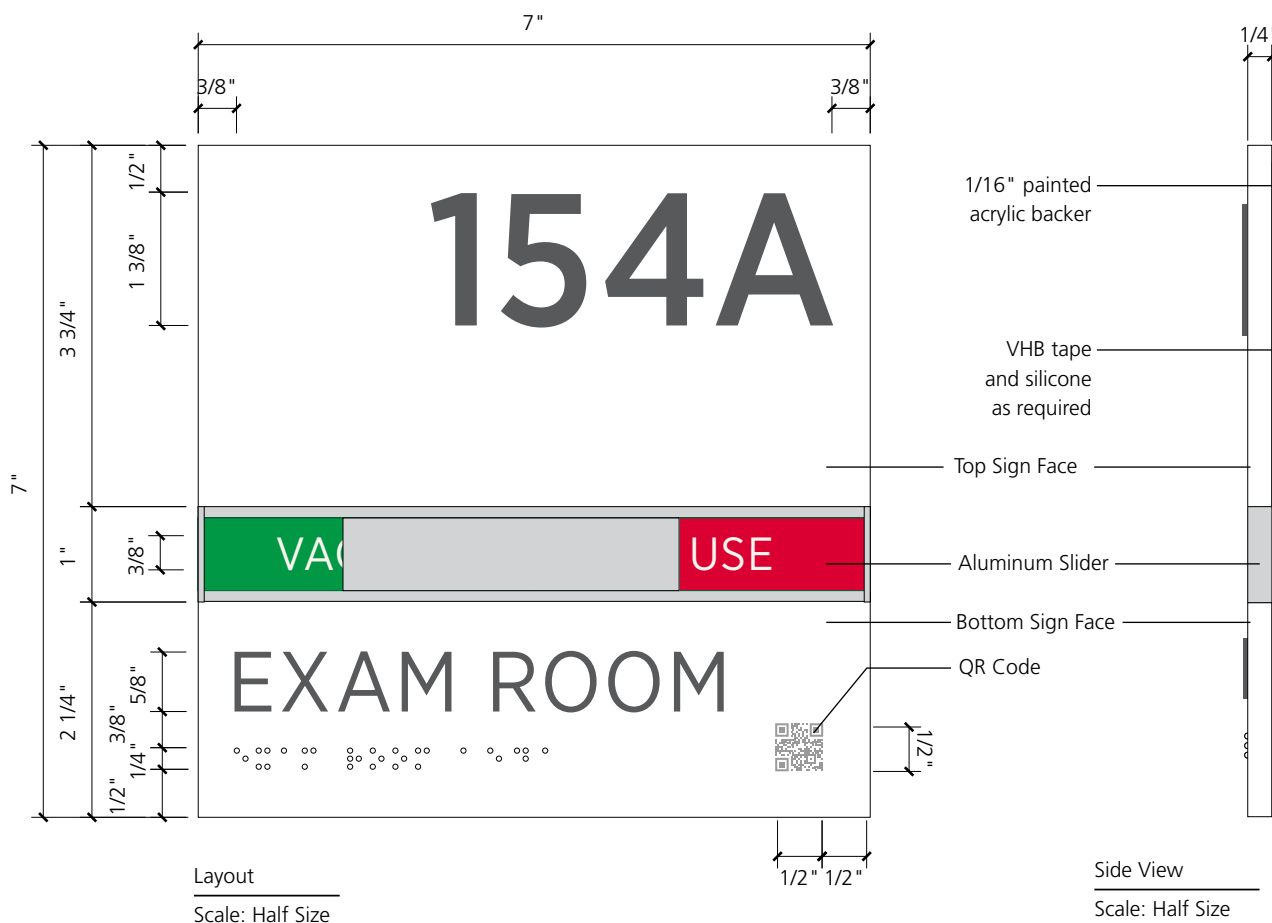 7"
1/4"
3/8"
3/8"
1/2"
1 3/8"
3 3/4"
7"
154A
1/16" painted
acrylic backer
VHB tape
and silicone
as required
Top Sign Face
1"
3/8"
VAC
USE
Aluminum Slider
Bottom Sign Face
QR Code
2 1/4"
5/8"
3/8"
1/4"
1/2"
EXAM ROOM
1/2"
1/2"
1/2"
Layout
Scale: Half Size
Side View
Scale: Half Size